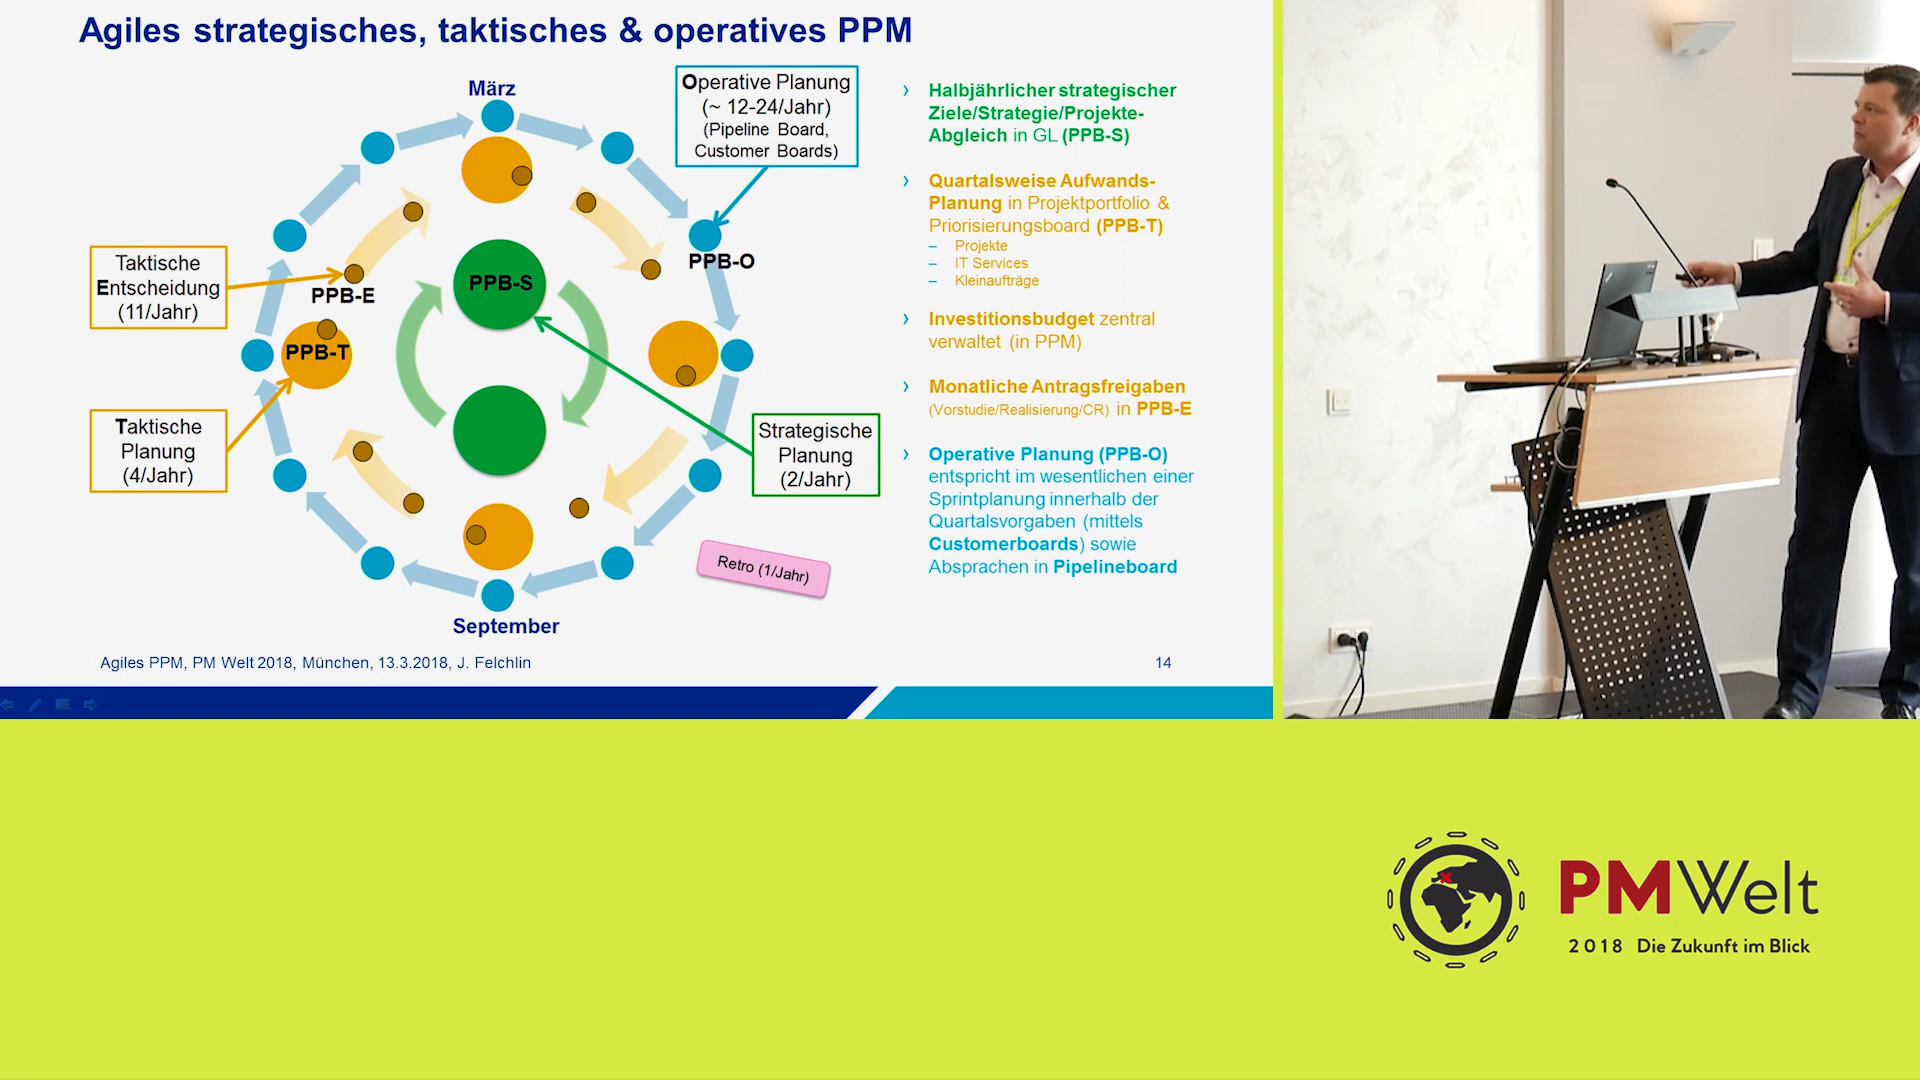 Agiles strategisches, taktisches & operatives PPM
März
Operative Planung
(~ 12-24/Jahr)
(Pipeline Board,
Customer Boards)
PPB-O
Taktische
Entscheidung
(11/Jahr)
PPB-E
PPB-S
PPB-T
Taktische
Planung
(4/Jahr)
Strategische
Planung
(2/Jahr)
Retro (1/Jahr)
September
› Halbjährlicher strategischer
Ziele/Strategie/Projekte-
Abgleich in GL (PPB-S)
› Quartalsweise Aufwands-
Planung in Projektportfolio &
Priorisierungsboard (PPB-T)
– Projekte
– IT Services
– Kleinaufträge
› Investitionsbudget zentral
verwaltet (in PPM)
› Monatliche Antragsfreigaben
(Vorstudie/Realisierung/CR) in PPB-E
› Operative Planung (PPB-O)
entspricht im wesentlichen einer
Sprintplanung innerhalb der
Quartalsvorgaben (mittels
Customerboards) sowie
Absprachen in Pipelineboard
Agiles PPM, PM Welt 2018, München, 13.3.2018, J. Felchlin
14
PMWelt
2018 Die Zukunft im Blick